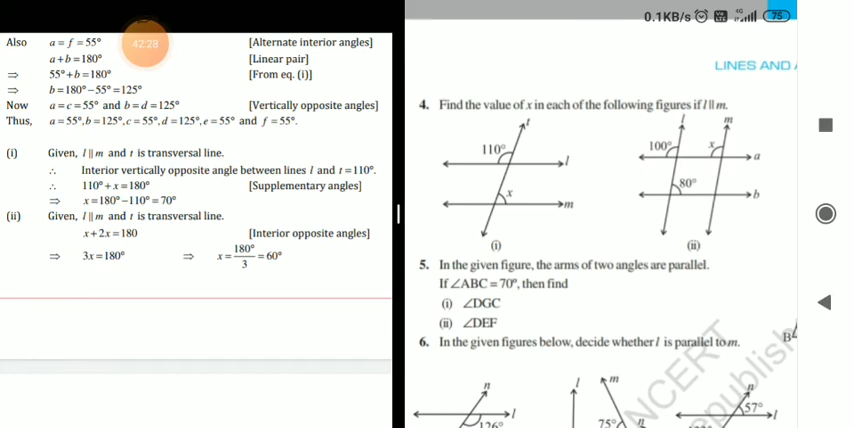 0.1KB/s 4G 75
42:28
Also a = f = 55° [Alternate interior angles]
a + b = 180° [Linear pair]
⇒ 55° + b = 180° [From eq. (i)]
⇒ b = 180° – 55° = 125°
Now a = c = 55° and b = d = 125° [Vertically opposite angles]
Thus, a = 55°, b = 125°, c = 55°, d = 125°, e = 55° and f = 55°.
(i) Given, l || m and t is transversal line.
∴ Interior vertically opposite angle between lines l and t = 110°.
∴ 110° + x = 180° [Supplementary angles]
⇒ x = 180° – 110° = 70°
(ii) Given, l || m and t is transversal line.
x + 2x = 180 [Interior opposite angles]
⇒ 3x = 180° ⇒ x = 180°/3 = 60°
LINES AND
4. Find the value of x in each of the following figures if l || m.
t
110°
l
x
m
(i)
l
m
100°
x
a
80°
b
(ii)
5. In the given figure, the arms of two angles are parallel.
If ∠ABC = 70°, then find
(i) ∠DGC
(ii) ∠DEF
6. In the given figures below, decide whether l is parallel to m.
B
n
l
126°
l
m
75°
n
n
57°
l
NCERT
republish